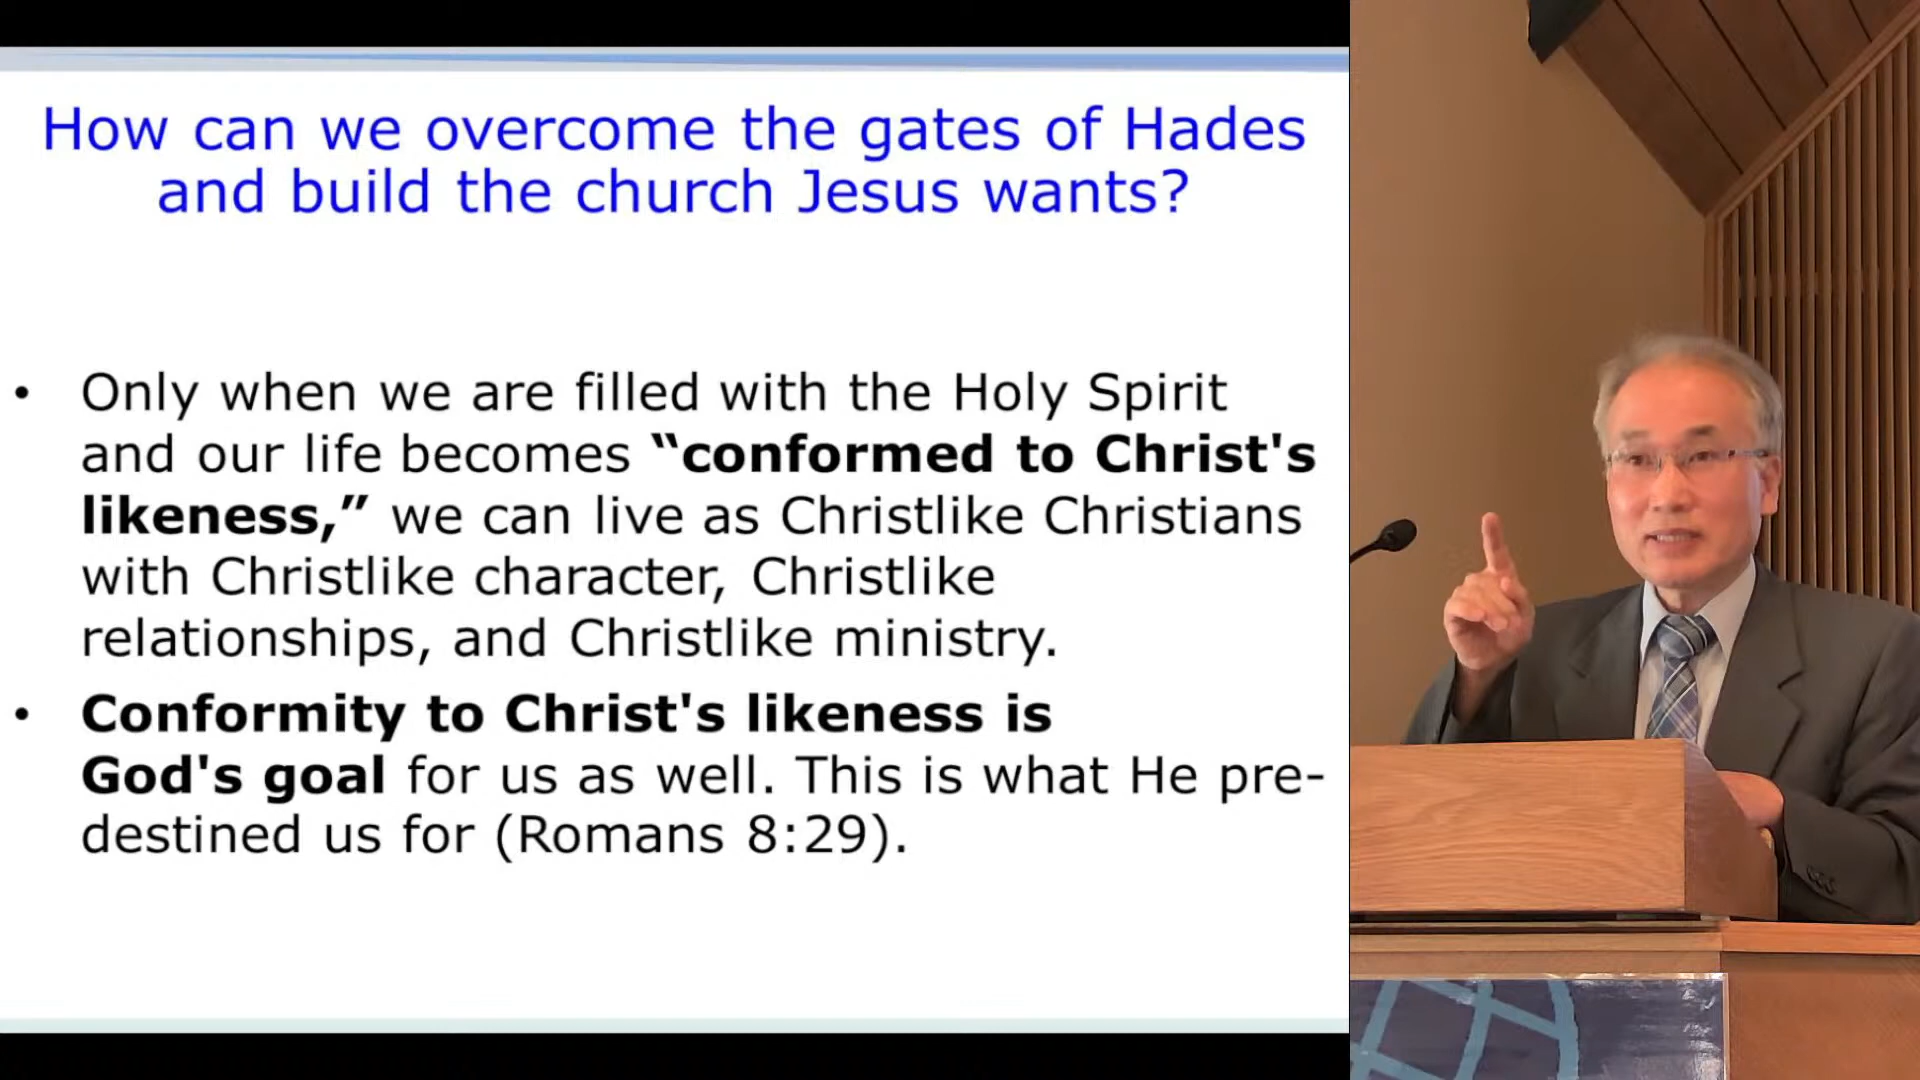 How can we overcome the gates of Hades
and build the church Jesus wants?
• Only when we are filled with the Holy Spirit
and our life becomes “conformed to Christ's
likeness,” we can live as Christlike Christians
with Christlike character, Christlike
relationships, and Christlike ministry.
• Conformity to Christ's likeness is
God's goal for us as well. This is what He pre-
destined us for (Romans 8:29).